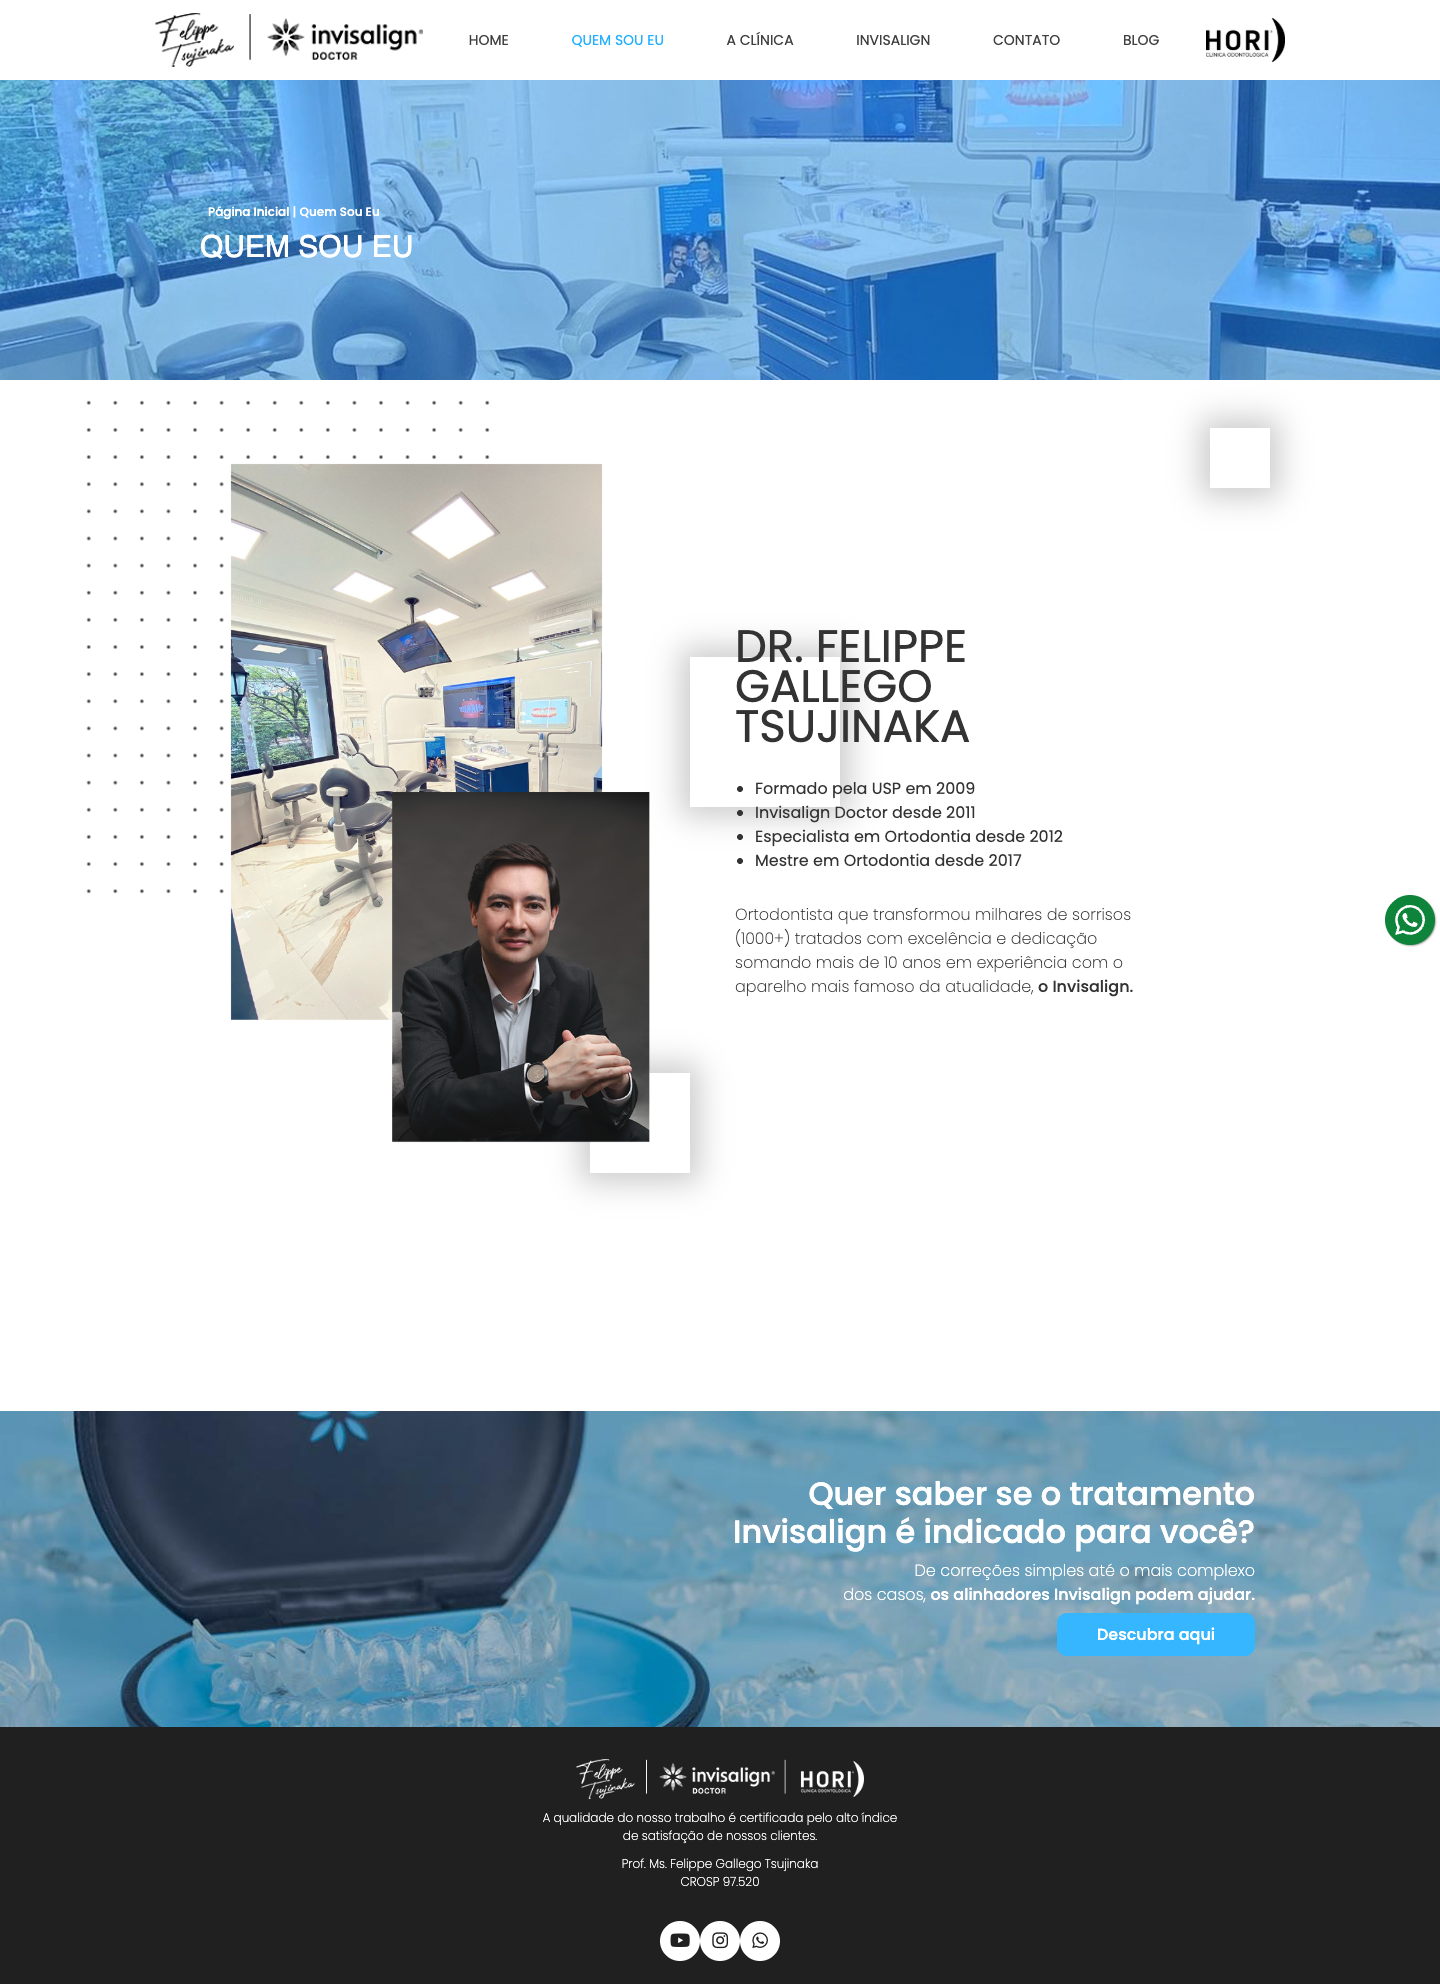 Felippe Tsujinaka
invisalign®
DOCTOR
HOME
QUEM SOU EU
A CLÍNICA
INVISALIGN
CONTATO
BLOG
HORI
CLÍNICA ODONTOLÓGICA
Página Inicial | Quem Sou Eu
QUEM SOU EU
DR. FELIPPE
GALLEGO
TSUJINAKA
• Formado pela USP em 2009
• Invisalign Doctor desde 2011
• Especialista em Ortodontia desde 2012
• Mestre em Ortodontia desde 2017
Ortodontista que transformou milhares de sorrisos
(1000+) tratados com excelência e dedicação
somando mais de 10 anos em experiência com o
aparelho mais famoso da atualidade, o Invisalign.
Quer saber se o tratamento
Invisalign é indicado para você?
De correções simples até o mais complexo
dos casos, os alinhadores Invisalign podem ajudar.
Descubra aqui
Felippe Tsujinaka
invisalign®
DOCTOR
HORI
CLÍNICA ODONTOLÓGICA
A qualidade do nosso trabalho é certificada pelo alto índice
de satisfação de nossos clientes.
Prof. Ms. Felippe Gallego Tsujinaka
CROSP 97.520